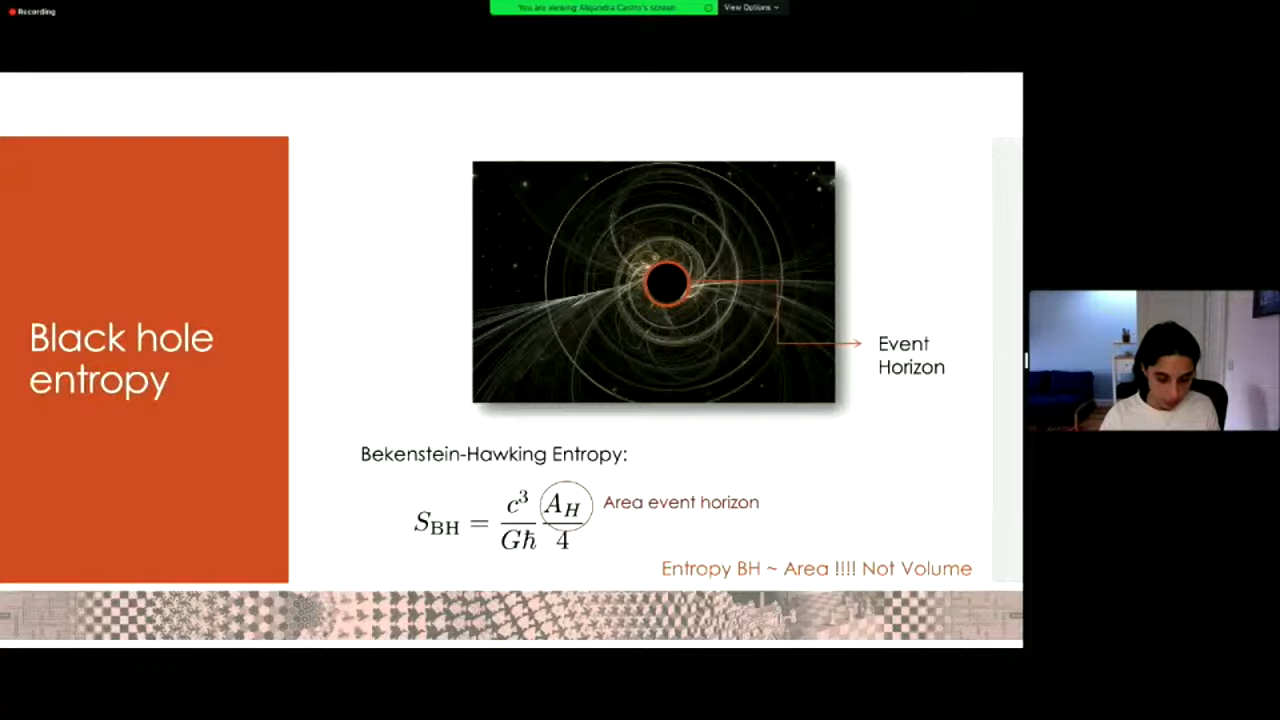 Recording
You are viewing Alejandra Castro's screen
View Options
Black hole
entropy
Event
Horizon
Bekenstein-Hawking Entropy:
S_BH = c³/Għ A_H/4
Area event horizon
Entropy BH ~ Area !!!! Not Volume